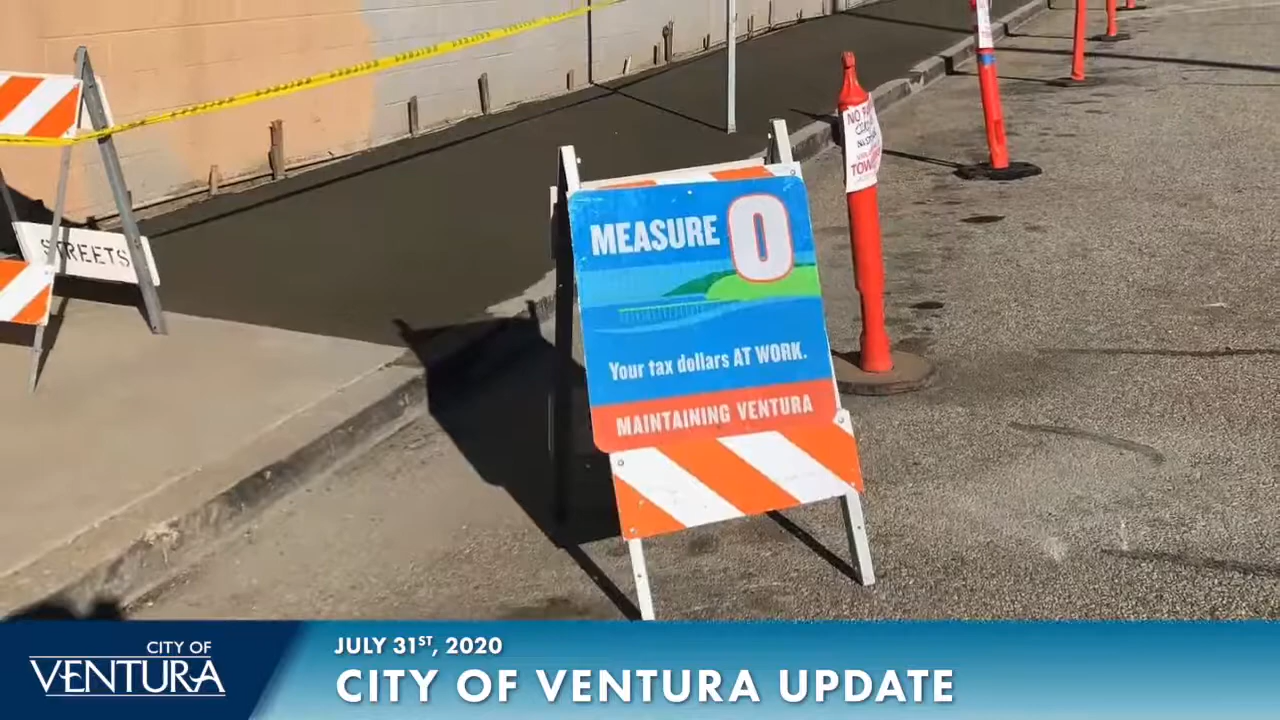 STREETS
NO PA
TOW
MEASURE O
Your tax dollars AT WORK.
MAINTAINING VENTURA
CITY OF
VENTURA
JULY 31ST, 2020
CITY OF VENTURA UPDATE